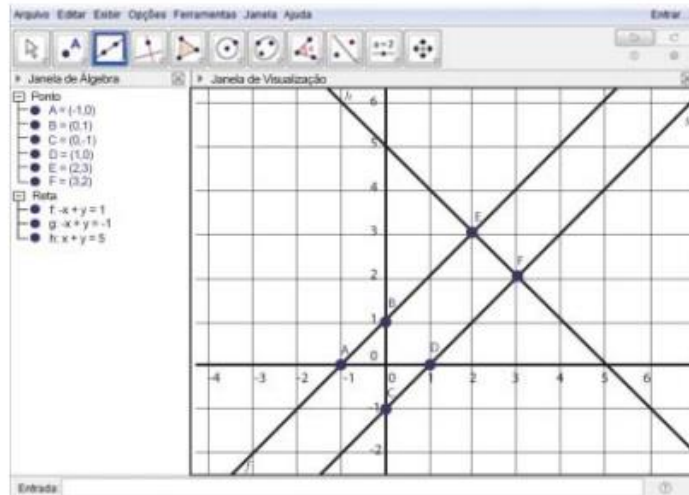 Arquivo Editar Exibir Opções Ferramentas Janela Ajuda Entrar...
A a=2
Janela de Álgebra Janela de Visualização
Ponto
A = (-1,0)
B = (0,1)
C = (0,-1)
D = (1,0)
E = (2,3)
F = (3,2)
Reta
f: -x + y = 1
g: -x + y = -1
h: x + y = 5
h 6
5
4
3 E
2 F
1 B
A 0 D
-4 -3 -2 -1 0 1 2 3 4 5 6
-1 C
-2
f
Entrada: